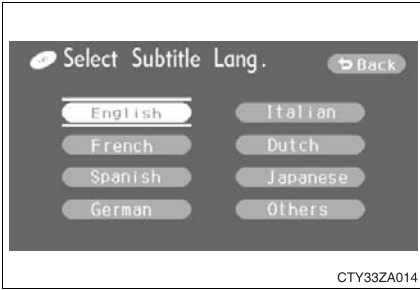 Select Subtitle Lang.
Back
English
Italian
French
Dutch
Spanish
Japanese
German
Others
CTY33ZA014